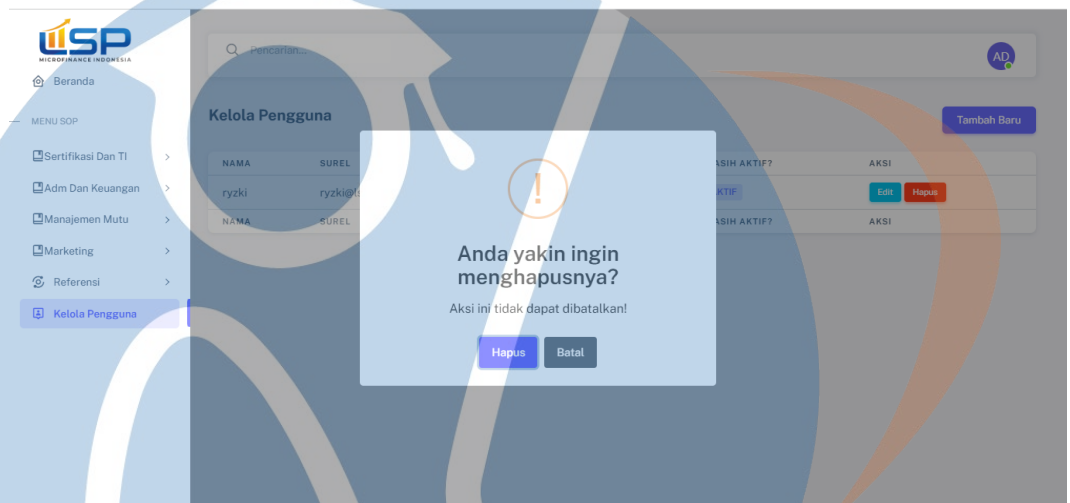 LSP
MICROFINANCE INDONESIA
Beranda
MENU SOP
Sertifikasi Dan TI
Adm Dan Keuangan
Manajemen Mutu
Marketing
Referensi
Kelola Pengguna
Pencarian...
AD
Kelola Pengguna
Tambah Baru
NAMA SUREL ASIH AKTIF? AKSI
ryzki KTIF Edit Hapus
NAMA SUREL ASIH AKTIF? AKSI
!
Anda yakin ingin
menghapusnya?
Aksi ini tidak dapat dibatalkan!
Hapus Batal